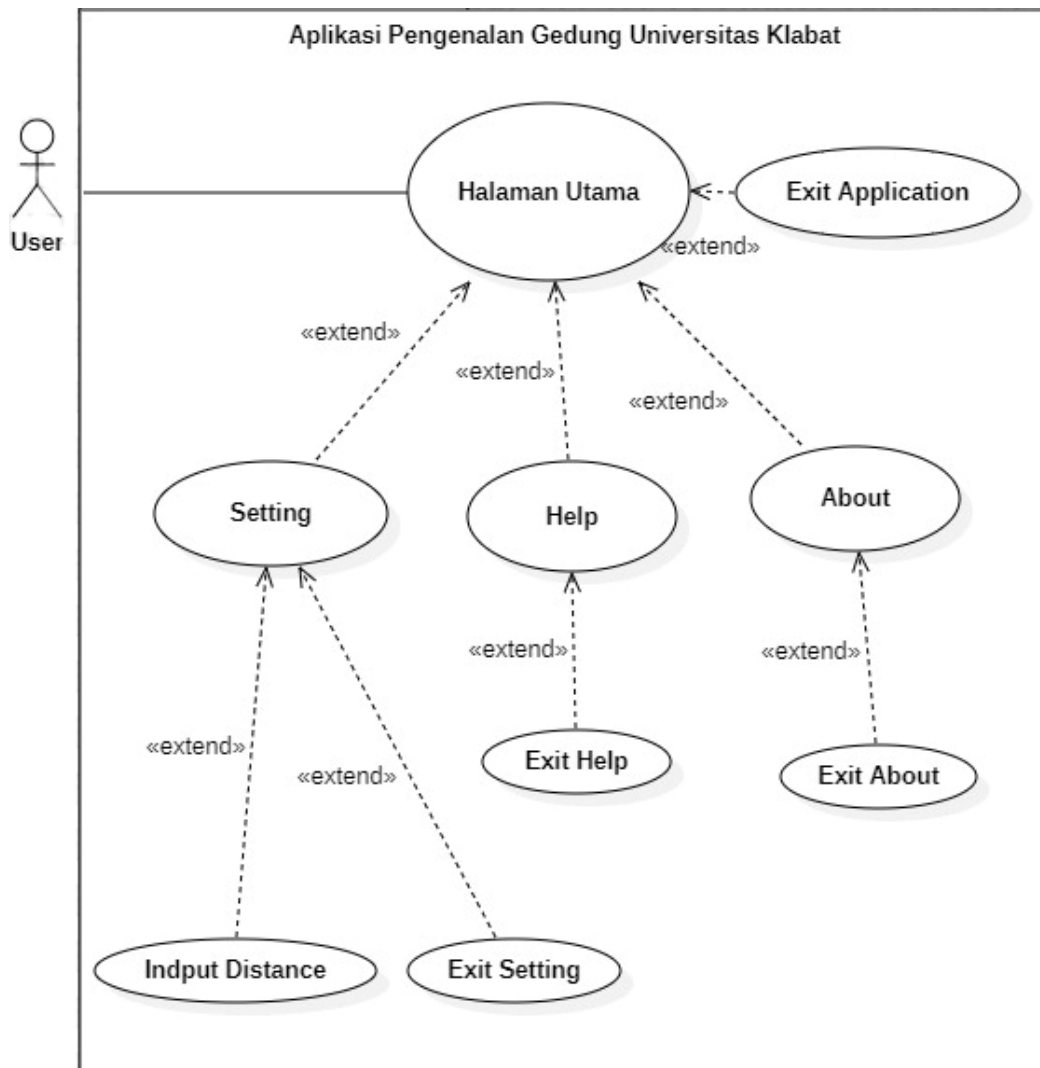 Aplikasi Pengenalan Gedung Universitas Klabat
User
Halaman Utama
Exit Application
«extend»
«extend»
«extend»
«extend»
Setting
Help
About
«extend»
«extend»
«extend»
«extend»
Exit Help
Exit About
Indput Distance
Exit Setting